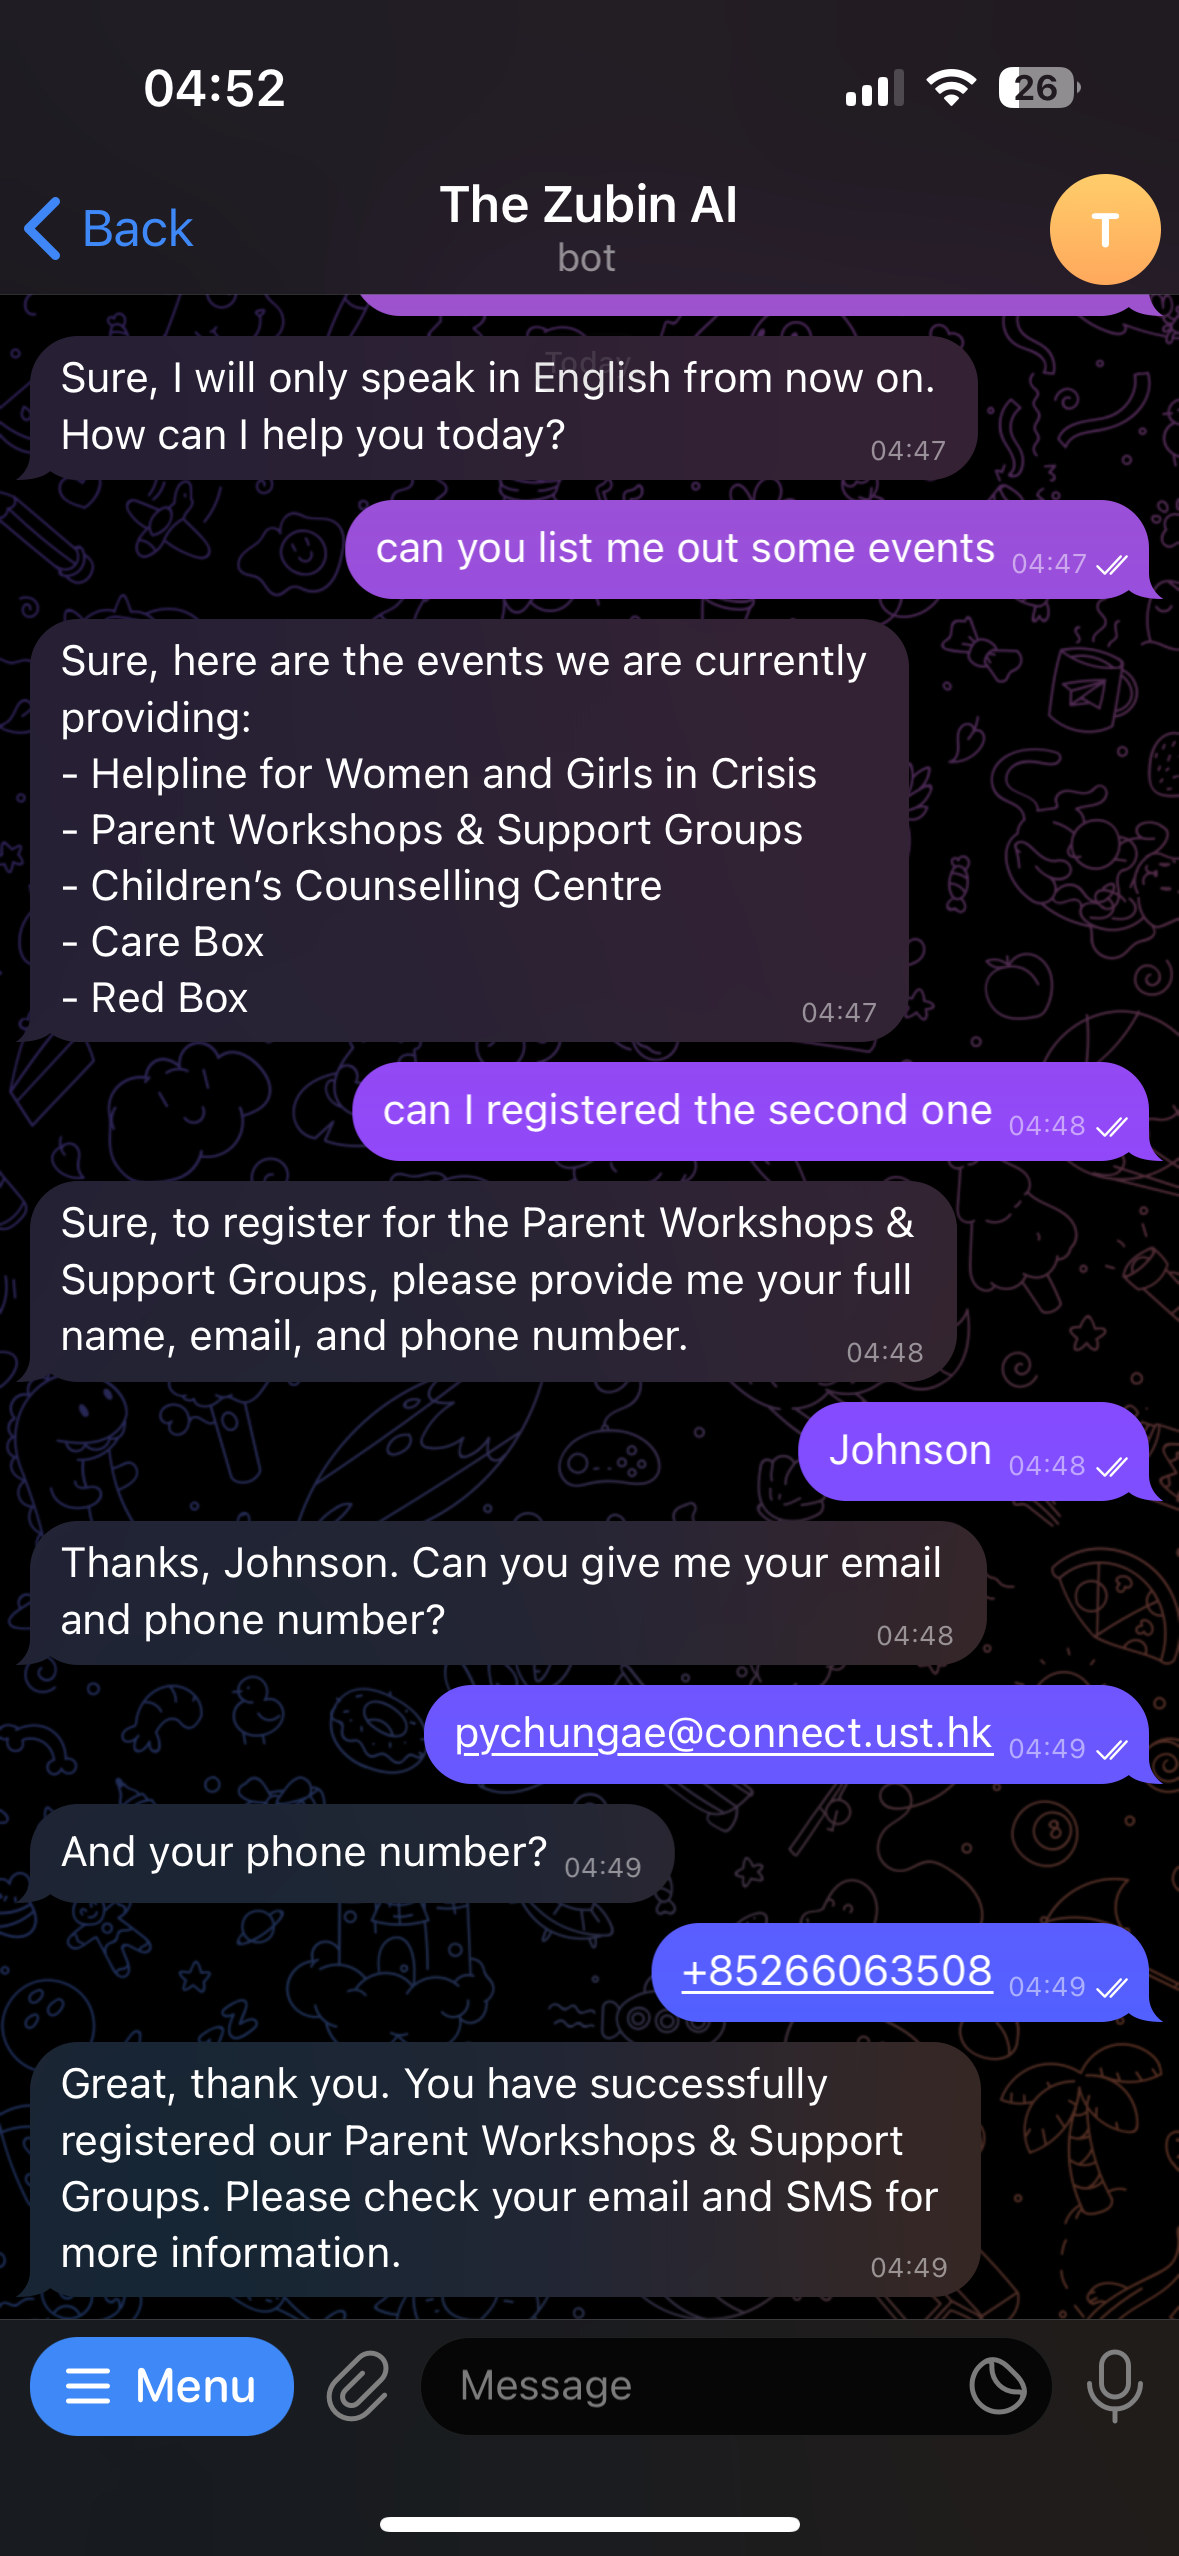 04:52
26
Back
The Zubin AI
bot
T
Today
Sure, I will only speak in English from now on.
How can I help you today?
04:47
can you list me out some events
04:47
Sure, here are the events we are currently
providing:
- Helpline for Women and Girls in Crisis
- Parent Workshops & Support Groups
- Children’s Counselling Centre
- Care Box
- Red Box
04:47
can I registered the second one
04:48
Sure, to register for the Parent Workshops &
Support Groups, please provide me your full
name, email, and phone number.
04:48
Johnson
04:48
Thanks, Johnson. Can you give me your email
and phone number?
04:48
pychungae@connect.ust.hk
04:49
And your phone number?
04:49
+85266063508
04:49
Great, thank you. You have successfully
registered our Parent Workshops & Support
Groups. Please check your email and SMS for
more information.
04:49
Menu
Message